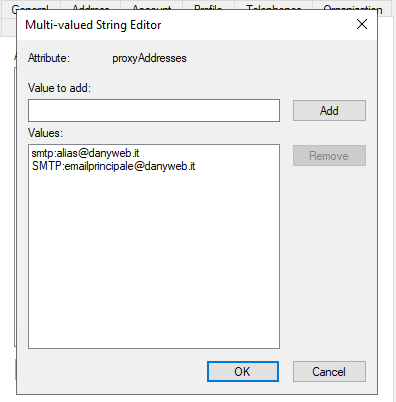 General Address Account Profile Telephones Organization
Multi-valued String Editor
Attribute: proxyAddresses
Value to add:
Add
Values:
Remove
smtp:alias@danyweb.it
SMTP:emailprincipale@danyweb.it
OK Cancel